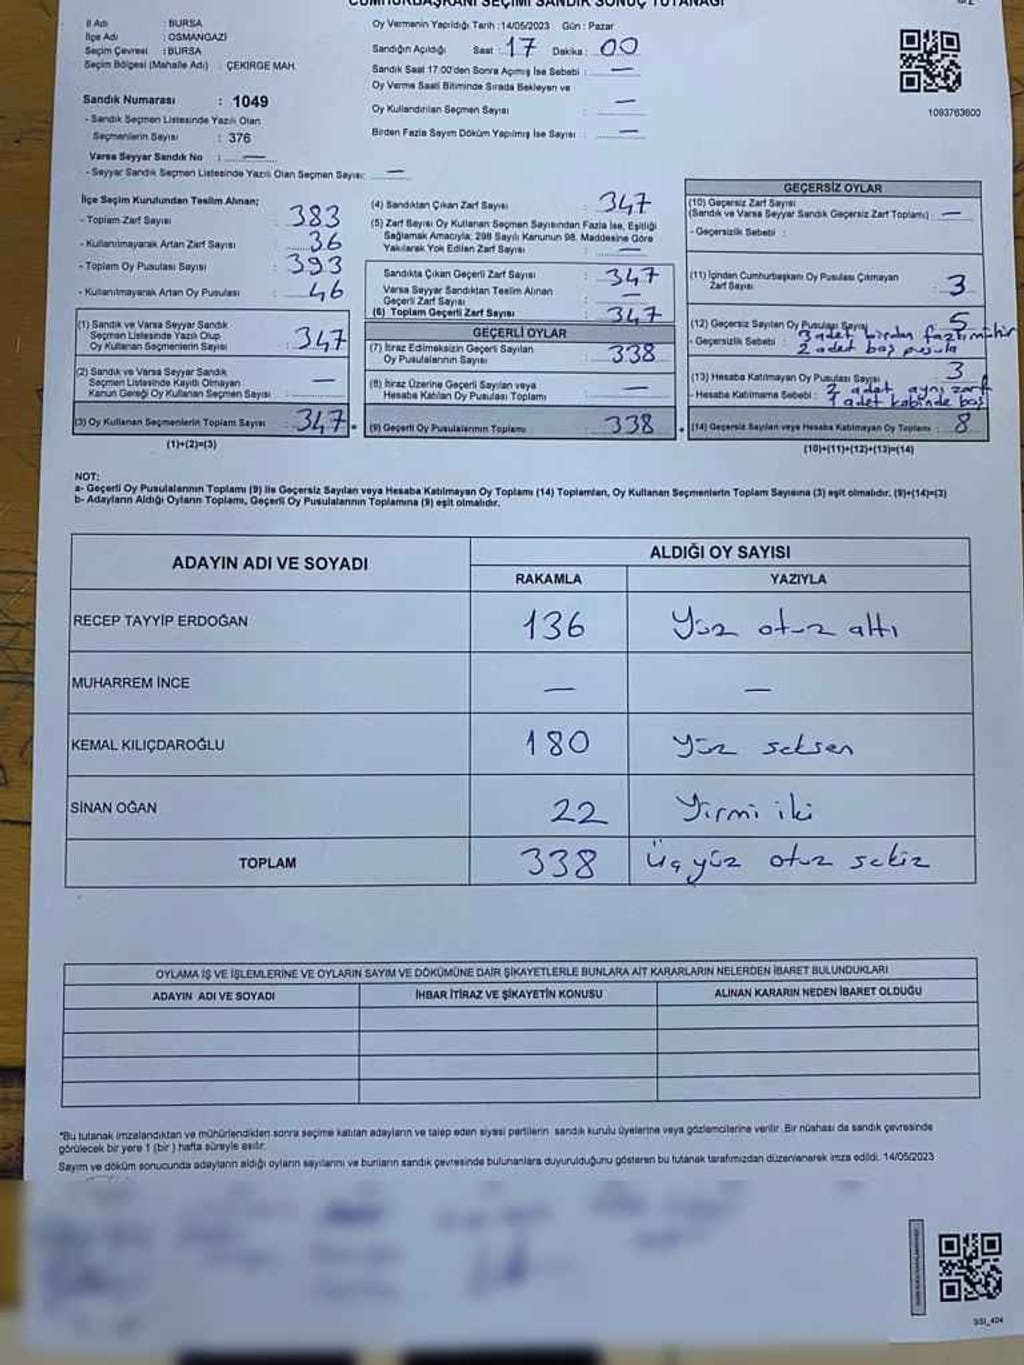 CUMHURBAŞKANI SEÇİMİ SANDIK SONUÇ TUTANAĞI
İl Adı : BURSA
İlçe Adı : OSMANGAZİ
Seçim Çevresi : BURSA
Seçim Bölgesi (Mahalle Adı) : ÇEKİRGE MAH.
Sandık Numarası : 1049
- Sandık Seçmen Listesinde Yazılı Olan
Seçmenlerin Sayısı : 376
Varsa Seyyar Sandık No : —
- Seyyar Sandık Seçmen Listesinde Yazılı Olan Seçmen Sayısı: —
Oy Vermenin Yapıldığı Tarih : 14/05/2023 Gün : Pazar
Sandığın Açıldığı Saat : 17 Dakika : 00
Sandık Saat 17:00'den Sonra Açılmış İse Sebebi : —
Oy Verme Saati Bitiminde Sırada Bekleyen ve
Oy Kullandırılan Seçmen Sayısı : —
Birden Fazla Sayım Döküm Yapılmış İse Sayısı : —
1093763600
İlçe Seçim Kurulundan Teslim Alınan;
- Toplam Zarf Sayısı : 383
- Kullanılmayarak Artan Zarf Sayısı : 36
- Toplam Oy Pusulası Sayısı : 393
- Kullanılmayarak Artan Oy Pusulası : 46
(1) Sandık ve Varsa Seyyar Sandık
Seçmen Listesinde Yazılı Olup
Oy Kullanan Seçmenlerin Sayısı : 347
(2) Sandık ve Varsa Seyyar Sandık
Seçmen Listesinde Kayıtlı Olmayan
Kanun Gereği Oy Kullanan Seçmen Sayısı : —
(3) Oy Kullanan Seçmenlerin Toplam Sayısı : 347
(1)+(2)=(3)
(4) Sandıktan Çıkan Zarf Sayısı : 347
(5) Zarf Sayısı Oy Kullanan Seçmen Sayısından Fazla İse, Eşitliği
Sağlamak Amacıyla; 298 Sayılı Kanunun 98. Maddesine Göre
Yakılarak Yok Edilen Zarf Sayısı : —
Sandıkta Çıkan Geçerli Zarf Sayısı : 347
Varsa Seyyar Sandıktan Teslim Alınan
Geçerli Zarf Sayısı : —
(6) Toplam Geçerli Zarf Sayısı : 347
GEÇERLİ OYLAR
(7) İtiraz Edilmeksizin Geçerli Sayılan
Oy Pusulalarının Sayısı : 338
(8) İtiraz Üzerine Geçerli Sayılan veya
Hesaba Katılan Oy Pusulası Toplamı : —
(9) Geçerli Oy Pusulalarının Toplamı : 338
GEÇERSİZ OYLAR
(10) Geçersiz Zarf Sayısı
(Sandık ve Varsa Seyyar Sandık Geçersiz Zarf Toplamı) : —
- Geçersizlik Sebebi :
(11) İçinden Cumhurbaşkanı Oy Pusulası Çıkmayan
Zarf Sayısı : 3
(12) Geçersiz Sayılan Oy Pusulası Sayısı : 5
- Geçersizlik Sebebi : 3 adet birden fazla mühür
2 adet boş pusula
(13) Hesaba Katılmayan Oy Pusulası Sayısı : 3
- Hesaba Katılmama Sebebi : 2 adet aynı zarf
1 adet kabinde boş
(14) Geçersiz Sayılan veya Hesaba Katılmayan Oy Toplamı : 8
(10)+(11)+(12)+(13)=(14)
NOT:
a- Geçerli Oy Pusulalarının Toplamı (9) ile Geçersiz Sayılan veya Hesaba Katılmayan Oy Toplamı (14) Toplamları, Oy Kullanan Seçmenlerin Toplam Sayısına (3) eşit olmalıdır. (9)+(14)=(3)
b- Adayların Aldığı Oyların Toplamı, Geçerli Oy Pusulalarının Toplamına (9) eşit olmalıdır.
ADAYIN ADI VE SOYADI
ALDIĞI OY SAYISI
RAKAMLA YAZIYLA
RECEP TAYYİP ERDOĞAN 136 Yüz otuz altı
MUHARREM İNCE — —
KEMAL KILIÇDAROĞLU 180 Yüz seksen
SİNAN OĞAN 22 Yirmi iki
TOPLAM 338 Üç yüz otuz sekiz
OYLAMA İŞ VE İŞLEMLERİNE VE OYLARIN SAYIM VE DÖKÜMÜNE DAİR ŞİKAYETLERLE BUNLARA AİT KARARLARIN NELERDEN İBARET BULUNDUKLARI
ADAYIN ADI VE SOYADI İHBAR İTİRAZ VE ŞİKAYETİN KONUSU ALINAN KARARIN NEDEN İBARET OLDUĞU
"Bu tutanak imzalandıktan ve mühürlendikten sonra seçime katılan adayların ve talep eden siyasi partilerin sandık kurulu üyelerine veya gözlemcilerine verilir. Bir nüshası da sandık çevresinde
görülecek bir yere 1 (bir) hafta süreyle asılır.
Sayım ve döküm sonucunda adayların aldığı oyların sayılarını ve bunların sandık çevresinde bulunanlara duyurulduğunu gösteren bu tutanak tarafımızdan düzenlenerek imza edildi. 14/05/2023
SSI_404